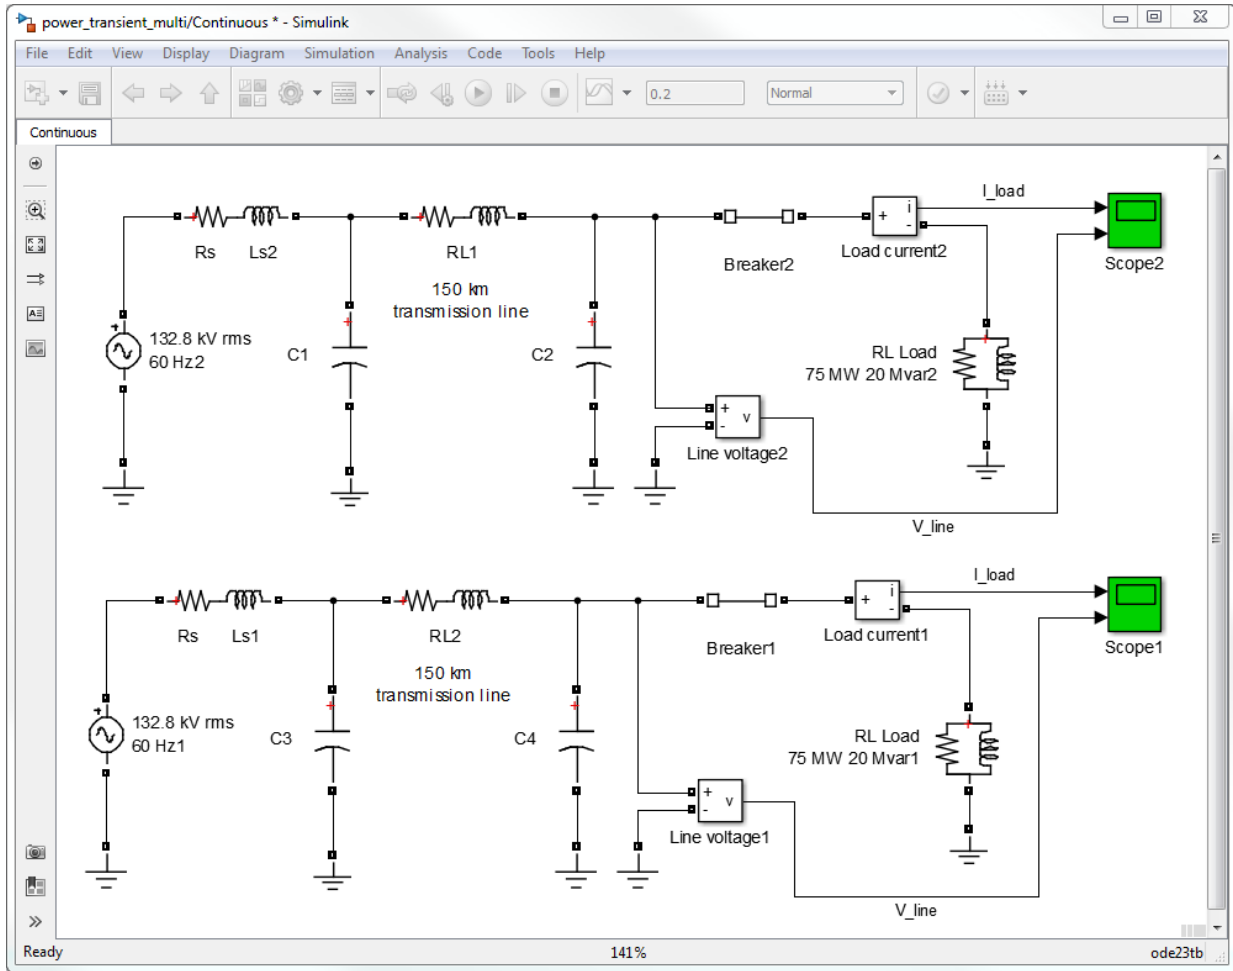 power_transient_multi/Continuous * - Simulink
File Edit View Display Diagram Simulation Analysis Code Tools Help
0.2 Normal
Continuous
I_load
Rs Ls2 RL1 Breaker2 Load current2 Scope2
150 km
transmission line
132.8 kV rms
60 Hz2
C1
C2
RL Load
75 MW 20 Mvar2
Line voltage2
V_line
I_load
Rs Ls1 RL2 Breaker1 Load current1 Scope1
150 km
transmission line
132.8 kV rms
60 Hz1
C3
C4
RL Load
75 MW 20 Mvar1
Line voltage1
V_line
Ready 141% ode23tb